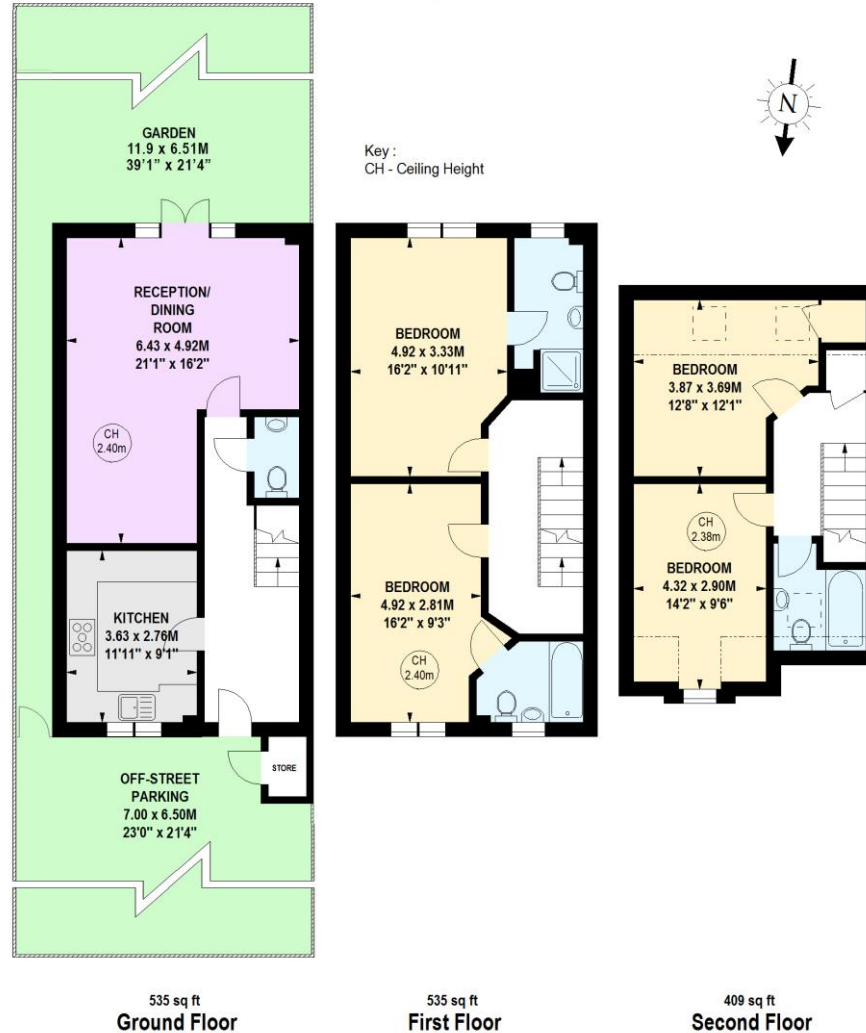 GARDEN
11.9 x 6.51M
39'1" x 21'4"
Key :
CH - Ceiling Height
N
RECEPTION/
DINING
ROOM
6.43 x 4.92M
21'1" x 16'2"
CH
2.40m
KITCHEN
3.63 x 2.76M
11'11" x 9'1"
STORE
OFF-STREET
PARKING
7.00 x 6.50M
23'0" x 21'4"
535 sq ft
Ground Floor
BEDROOM
4.92 x 3.33M
16'2" x 10'11"
BEDROOM
4.92 x 2.81M
16'2" x 9'3"
CH
2.40m
535 sq ft
First Floor
BEDROOM
3.87 x 3.69M
12'8" x 12'1"
CH
2.38m
BEDROOM
4.32 x 2.90M
14'2" x 9'6"
409 sq ft
Second Floor